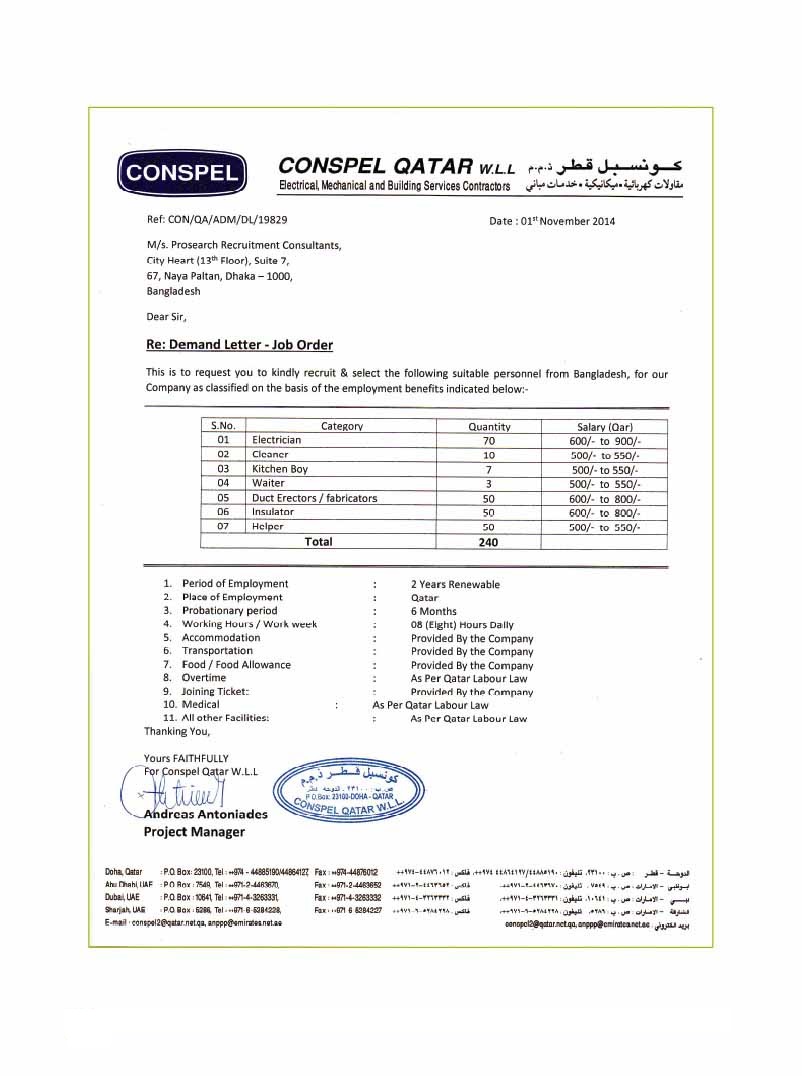 CONSPEL
CONSPEL QATAR W.L.L
كونسبل قطر ذ.م.م
Electrical, Mechanical and Building Services Contractors
مقاولات كهربائية • ميكانيكية • خدمات مباني
Ref: CON/QA/ADM/DL/19829
Date : 01st November 2014
M/s. Prosearch Recruitment Consultants,
City Heart (13th Floor), Suite 7,
67, Naya Paltan, Dhaka – 1000,
Bangladesh
Dear Sir,
Re: Demand Letter - Job Order
This is to request you to kindly recruit & select the following suitable personnel from Bangladesh, for our
Company as classified on the basis of the employment benefits indicated below:-
S.No. Category Quantity Salary (Qar)
01 Electrician 70 600/- to 900/-
02 Cleaner 10 500/- to 550/-
03 Kitchen Boy 7 500/- to 550/-
04 Waiter 3 500/- to 550/-
05 Duct Erectors / fabricators 50 600/- to 800/-
06 Insulator 50 600/- to 800/-
07 Helper 50 500/- to 550/-
Total 240
1. Period of Employment : 2 Years Renewable
2. Place of Employment : Qatar
3. Probationary period : 6 Months
4. Working Hours / Work week : 08 (Eight) Hours Daily
5. Accommodation : Provided By the Company
6. Transportation : Provided By the Company
7. Food / Food Allowance : Provided By the Company
8. Overtime : As Per Qatar Labour Law
9. Joining Ticket: : Provided By the Company
10. Medical : As Per Qatar Labour Law
11. All other Facilities: : As Per Qatar Labour Law
Thanking You,
Yours FAITHFULLY
For Conspel Qatar W.L.L
كونسبل قطر ذ.م.م
ص.ب: ٢٣١٠٠ - الدوحة - قطر
P.O.Box: 23100-DOHA - QATAR
CONSPEL QATAR W.L.L.
Andreas Antoniades
Project Manager
Doha, Qatar : P.O. Box: 23100, Tel : ++974 - 44885190/44864127, Fax : ++974-44876012
الدوحة - قطر : ص.ب : ٢٣١٠٠، تليفون : ٤٤٨٨٥١٩٠/٤٤٨٦٤١٢٧ ٩٧٤++، فاكس : ٤٤٨٧٦٠١٢-٩٧٤++
Abu Dhabi, UAE : P.O. Box : 7549, Tel : ++971-2-4463670, Fax : ++971-2-4463652
أبوظبي - الإمارات : ص.ب : ٧٥٤٩، تليفون : ٤٤٦٣٦٧٠-٢-٩٧١++ فاكس : ٤٤٦٣٦٥٢-٢-٩٧١++
Dubai, UAE : P.O. Box : 10641, Tel : ++971-4-3263331, Fax : ++971-4-3263332
دبي - الإمارات : ص.ب : ١٠٦٤١، تليفون : ٣٢٦٣٣٣١-٤-٩٧١++ فاكس : ٣٢٦٣٣٣٢-٤-٩٧١++
Sharjah, UAE : P.O. Box : 5286, Tel : ++971-6-5284228, Fax : ++971-6-5284227
الشارقة - الإمارات : ص.ب : ٥٢٨٦، تليفون : ٥٢٨٤٢٢٨-٦-٩٧١++ فاكس :
E-mail : conspel2@qatar.net.qa, anppp@emirates.net.ae
بريد الكتروني : conspel2@qatar.net.qa, anppp@emirates.net.ae